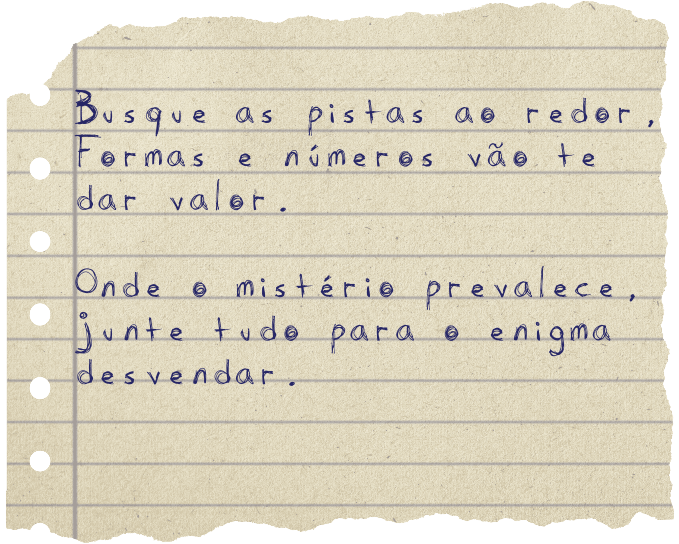 Busque as pistas ao redor,
Formas e números vão te
dar valor.
Onde o mistério prevalece,
junte tudo para o enigma
desvendar.